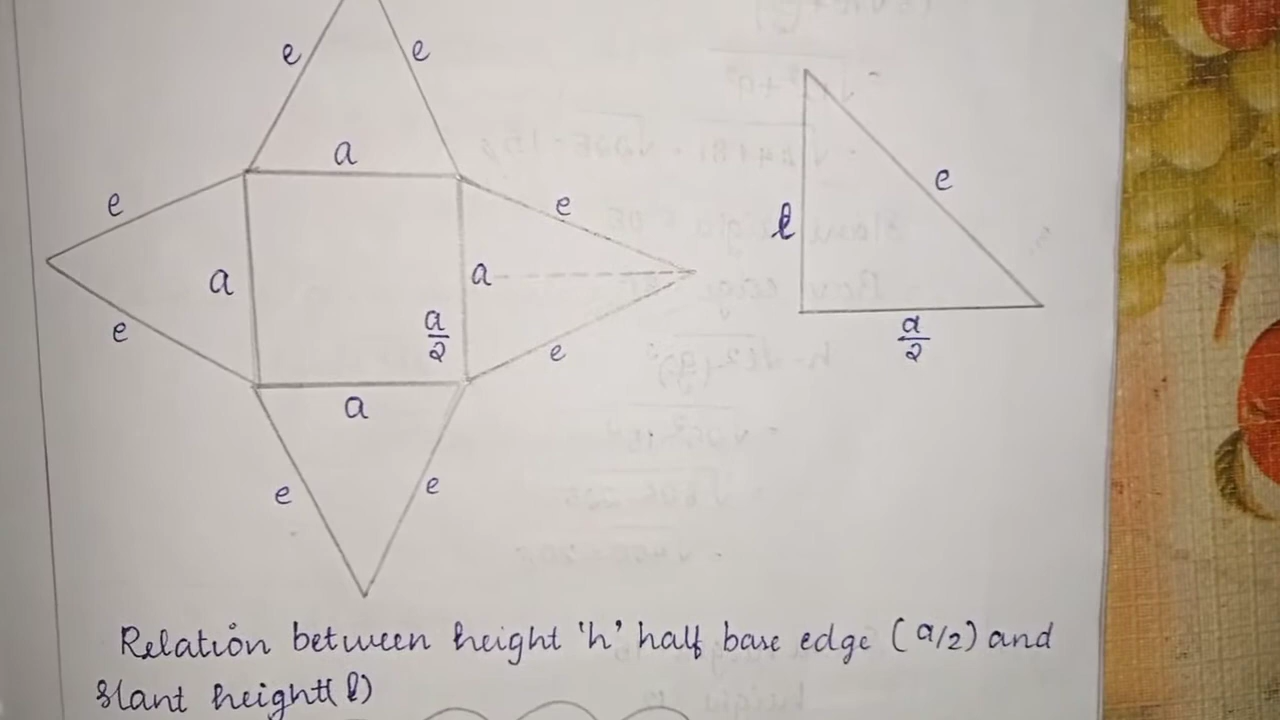 e e
a
e e
a a
a/2
e e
a
e e
l e
a/2
Relation between height 'h' half base edge (a/2) and
slant height(l)